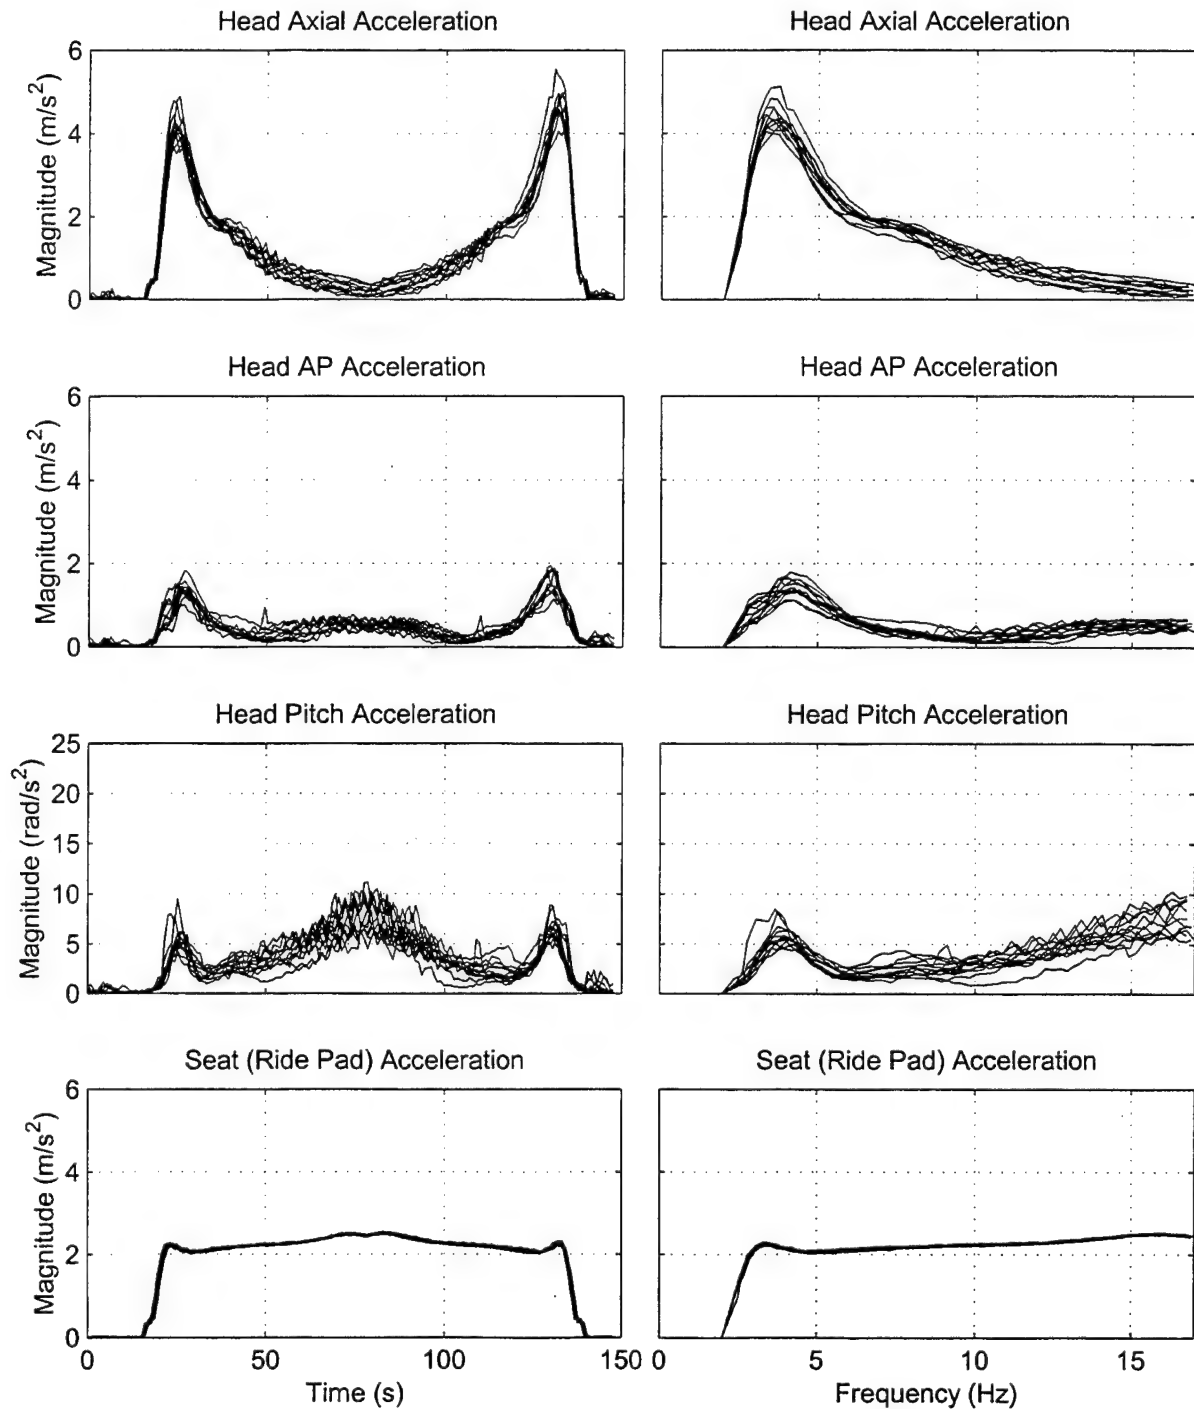 Head Axial Acceleration
Head Axial Acceleration
Magnitude (m/s²)
6
4
2
0
Head AP Acceleration
Head AP Acceleration
Magnitude (m/s²)
6
4
2
0
Head Pitch Acceleration
Head Pitch Acceleration
Magnitude (rad/s²)
25
20
15
10
5
0
Seat (Ride Pad) Acceleration
Seat (Ride Pad) Acceleration
Magnitude (m/s²)
6
4
2
0
0 50 100 150
0 5 10 15
Time (s)
Frequency (Hz)